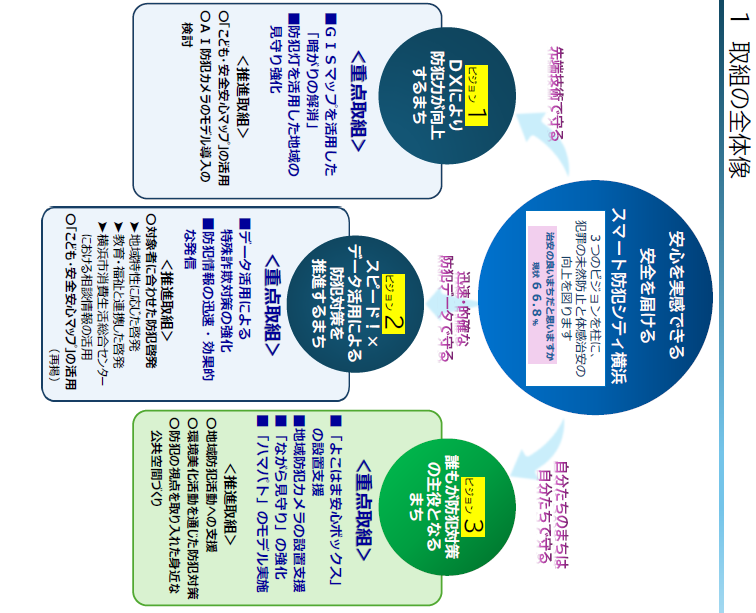 1 取組の全体像
安心を実感できる
安全を届ける
スマート防犯シティ横浜
３つのビジョンを柱に、
犯罪の未然防止と体感治安の
向上を図ります
治安の良いまちだと思いますか
現状 66.8%
先端技術で守る
ビジョン 1
DXにより
防犯力が向上
するまち
＜重点取組＞
■ＧＩＳマップを活用した
「暗がりの解消」
■防犯灯を活用した地域の
見守り強化
＜推進取組＞
○「こども・安全安心マップ」の活用
○ＡＩ防犯カメラのモデル導入の
検討
迅速・的確な
防犯データで守る
ビジョン 2
スピード！×
データ活用による
防犯対策を
推進するまち
＜重点取組＞
■データ活用による
特殊詐欺対策の強化
■防犯情報の迅速・効果的
な発信
＜推進取組＞
○対象者に合わせた防犯啓発
➤地域特性に応じた啓発
➤教育・福祉と連携した啓発
➤横浜市消費生活総合センター
における相談情報の活用
○「こども・安全安心マップ」の活用
（再掲）
自分たちのまちは
自分たちで守る
ビジョン 3
誰もが防犯対策
の主役となる
まち
＜重点取組＞
■「よこはま安心ボックス」
の設置支援
■地域防犯カメラの設置支援
■「ながら見守り」の強化
■「ハマパト」のモデル実施
＜推進取組＞
○地域防犯活動への支援
○環境美化活動を通じた防犯対策
○防犯の視点を取り入れた身近な
公共空間づくり